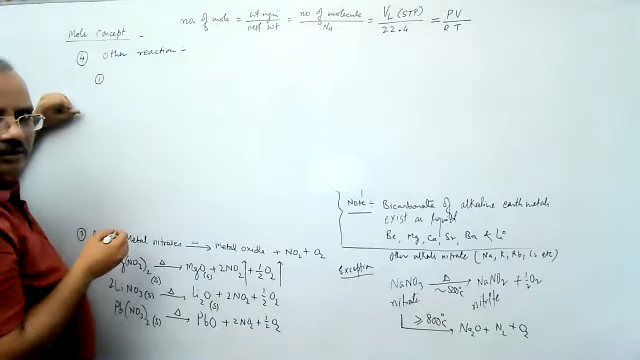 Mole Concept -
no. of mole = wt mgiv / mol wt = no of molecule / NA = VL (STP) / 22.4 = PV / RT
④ Other reaction :-
①
Note :- Bicarbonate of alkaline earth metals
exist as liquid
Be, Mg, Ca, Sr, Ba & Li
③ Metal nitrates → Metal oxide + NO2 + O2
other alkali nitrate (Na, K, Rb, Cs etc)
(NO3)2 (s) Δ→ MgO (s) + 2NO2 ↑ + 1/2 O2 ↑
Exception
NaNO3 Δ→ ~500°C NaNO2 + 1/2 O2
nitrate nitrite
2LiNO3 (s) Δ→ Li2O (s) + 2NO2 + 1/2 O2
Pb(NO3)2 (s) Δ→ PbO + 2NO2 + 1/2 O2
≥ 800°C → Na2O + N2 + O2